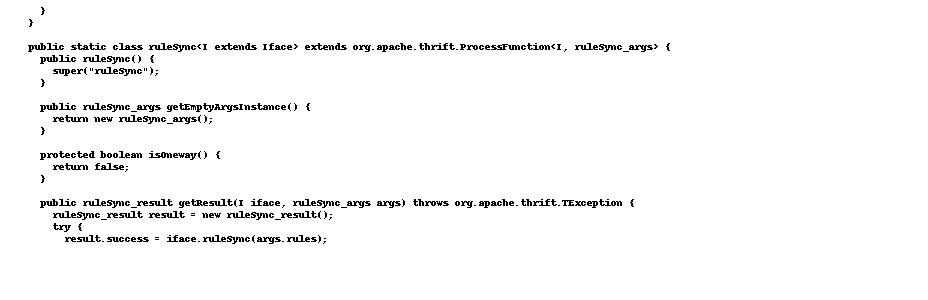 }
  }

  public static class ruleSync<I extends Iface> extends org.apache.thrift.ProcessFunction<I, ruleSync_args> {
    public ruleSync() {
      super("ruleSync");
    }

    public ruleSync_args getEmptyArgsInstance() {
      return new ruleSync_args();
    }

    protected boolean isOneway() {
      return false;
    }

    public ruleSync_result getResult(I iface, ruleSync_args args) throws org.apache.thrift.TException {
      ruleSync_result result = new ruleSync_result();
      try {
        result.success = iface.ruleSync(args.rules);